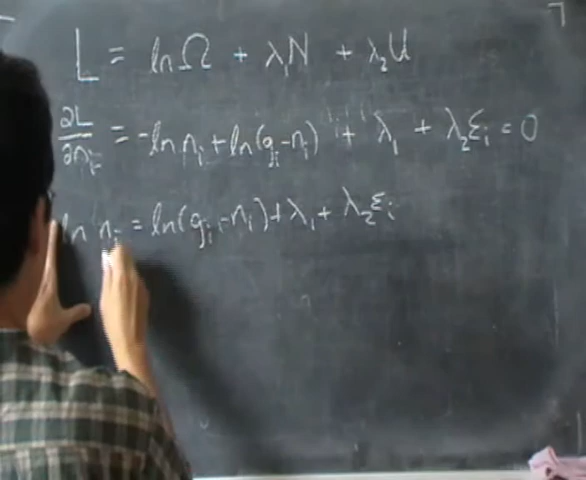 L = ln Ω + λ₁N + λ₂U
∂L/∂nᵢ = -ln nᵢ + ln(gᵢ-nᵢ) + λ₁ + λ₂εᵢ = 0
ln nᵢ = ln(gᵢ-nᵢ) + λ₁ + λ₂εᵢ